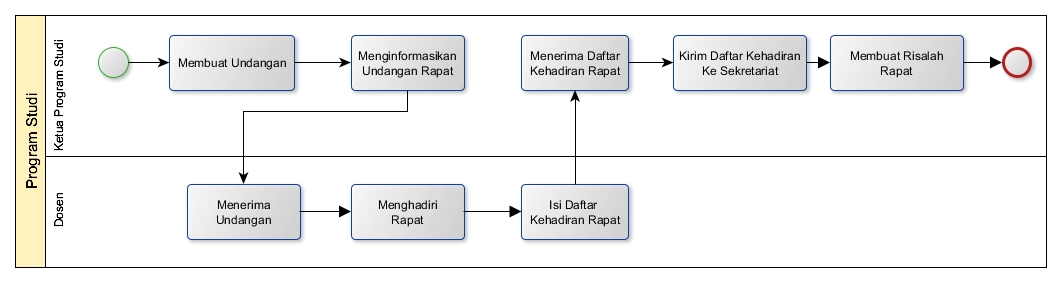 Program Studi
Ketua Program Studi
Membuat Undangan
Menginformasikan
Undangan Rapat
Menerima Daftar
Kehadiran Rapat
Kirim Daftar Kehadiran
Ke Sekretariat
Membuat Risalah
Rapat
Dosen
Menerima
Undangan
Menghadiri
Rapat
Isi Daftar
Kehadiran Rapat